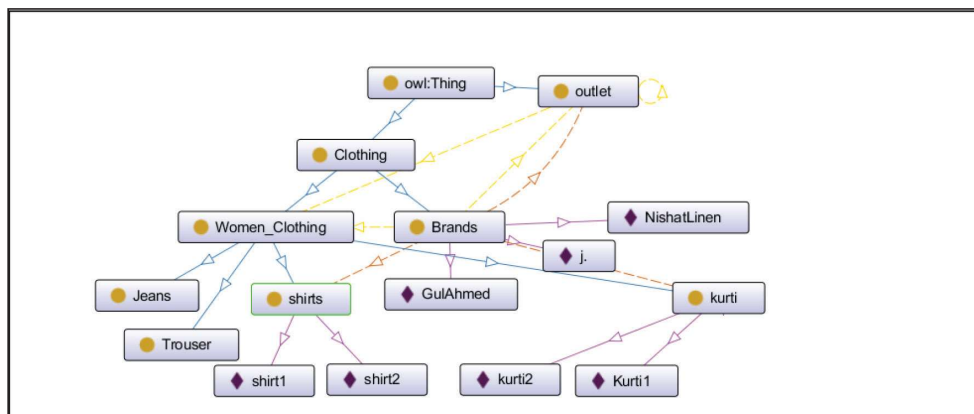 owl:Thing
outlet
Clothing
Women_Clothing
Brands
NishatLinen
j.
Jeans
shirts
GulAhmed
kurti
Trouser
shirt1
shirt2
kurti2
Kurti1